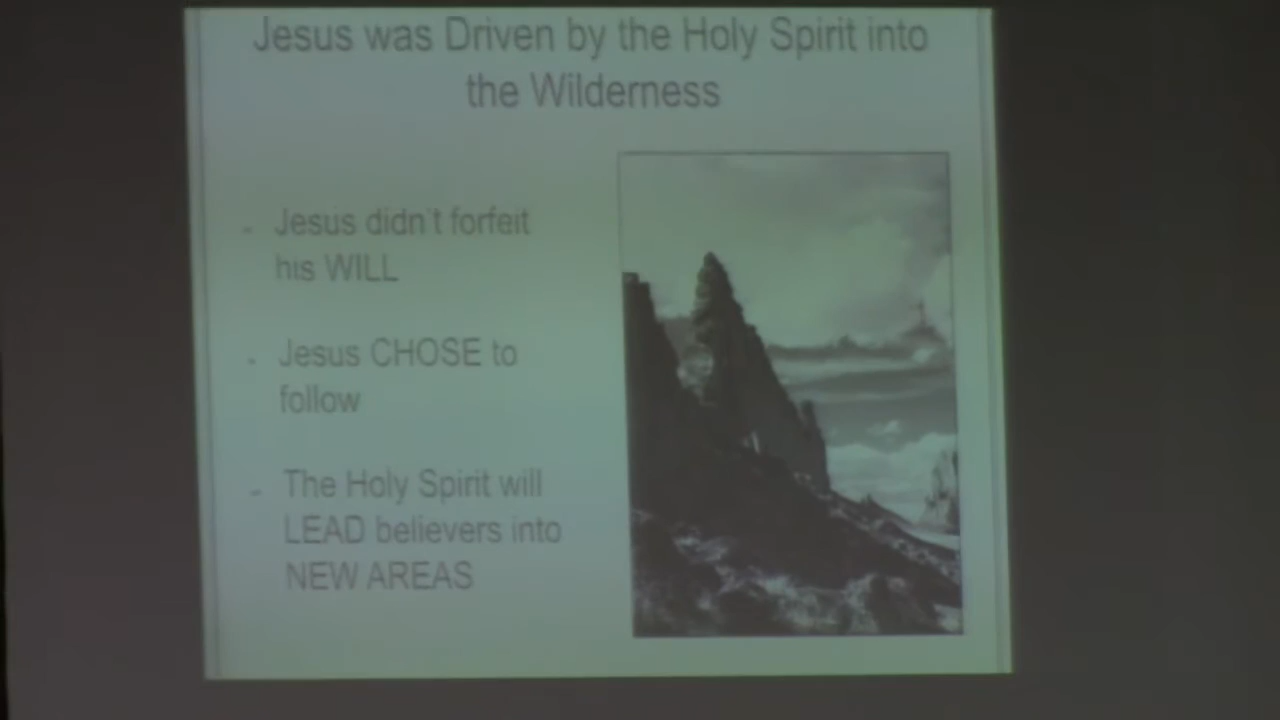 Jesus was Driven by the Holy Spirit into
the Wilderness
Jesus didn't forfeit
his WILL
Jesus CHOSE to
follow
The Holy Spirit will
LEAD believers into
NEW AREAS